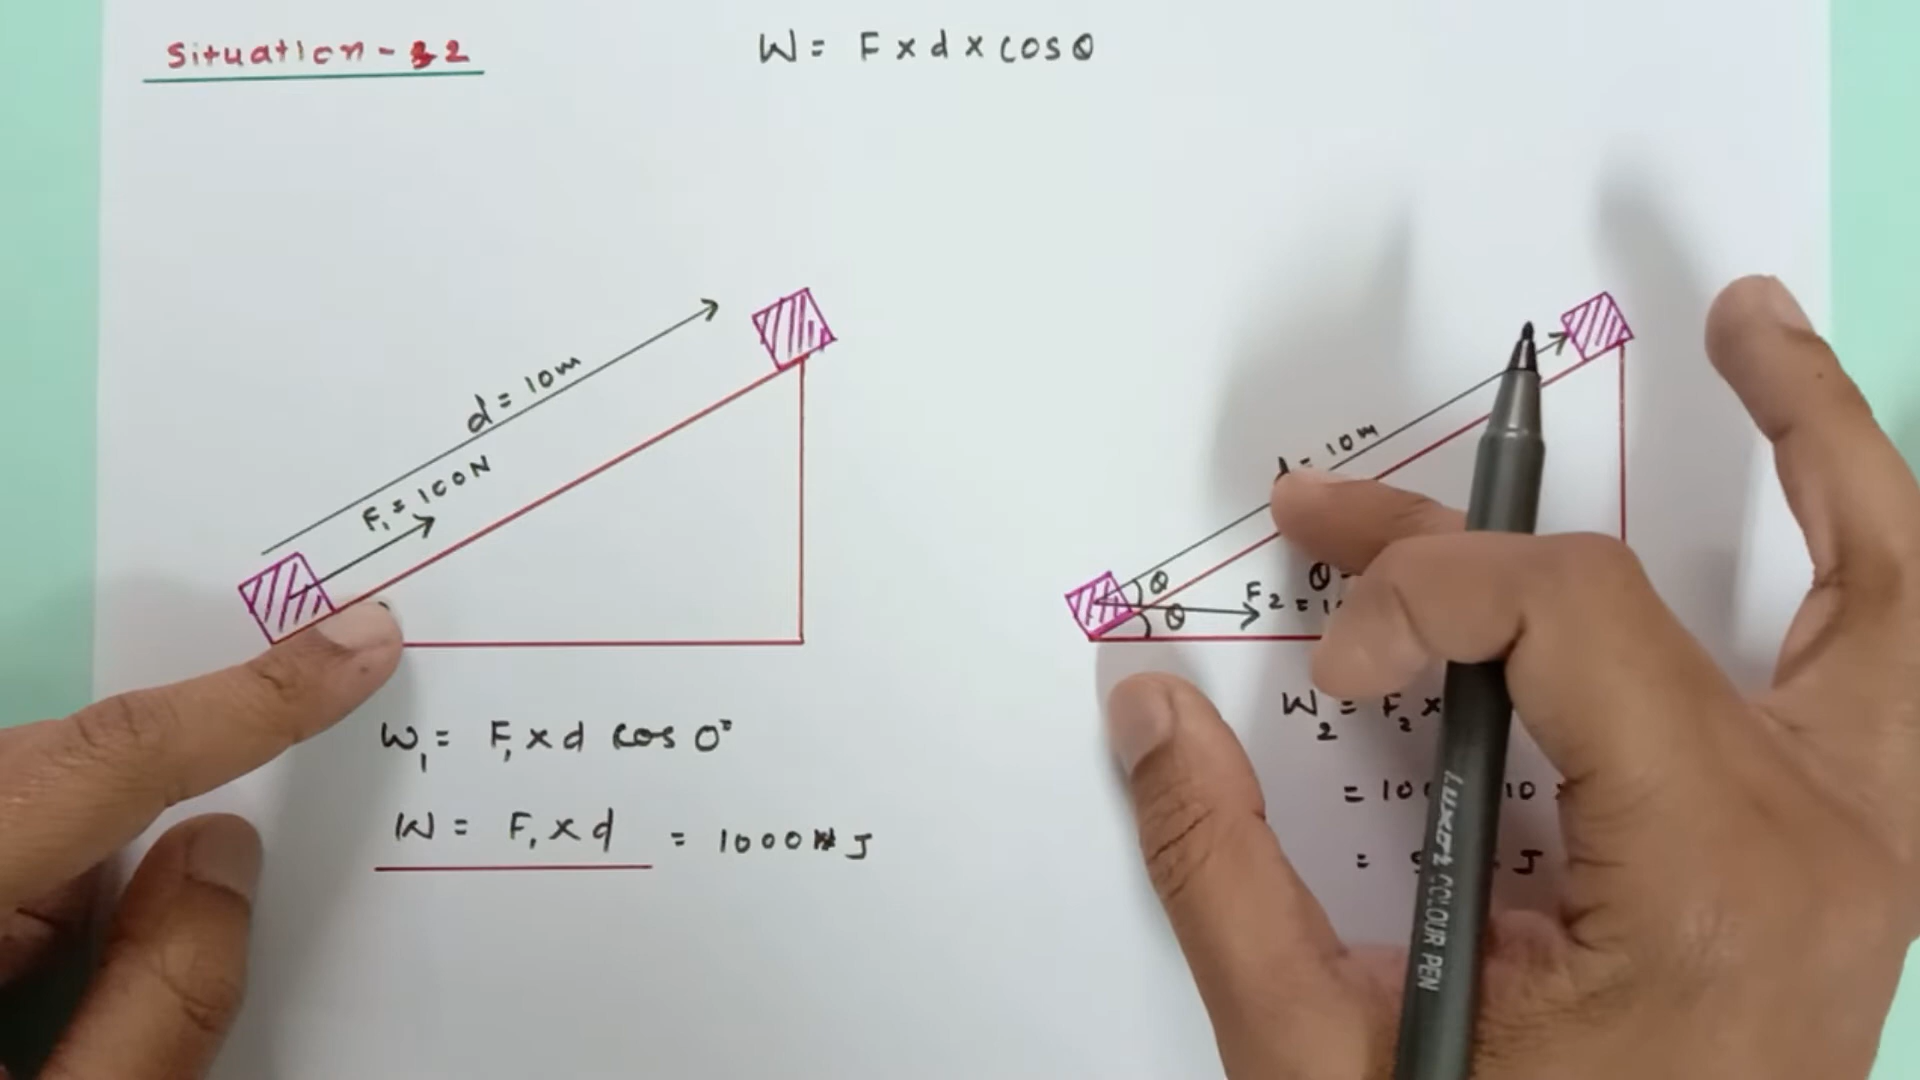 Situation - 2
W = F x d x cos θ
d = 10m
F₁ = 100N
W₁ = F₁ x d cos 0°
W = F₁ x d = 1000 J
= 10m
θ
θ
F₂ =
θ
W₂ = F₂ x
= 10
10
=
J
Luxor COLOUR PEN